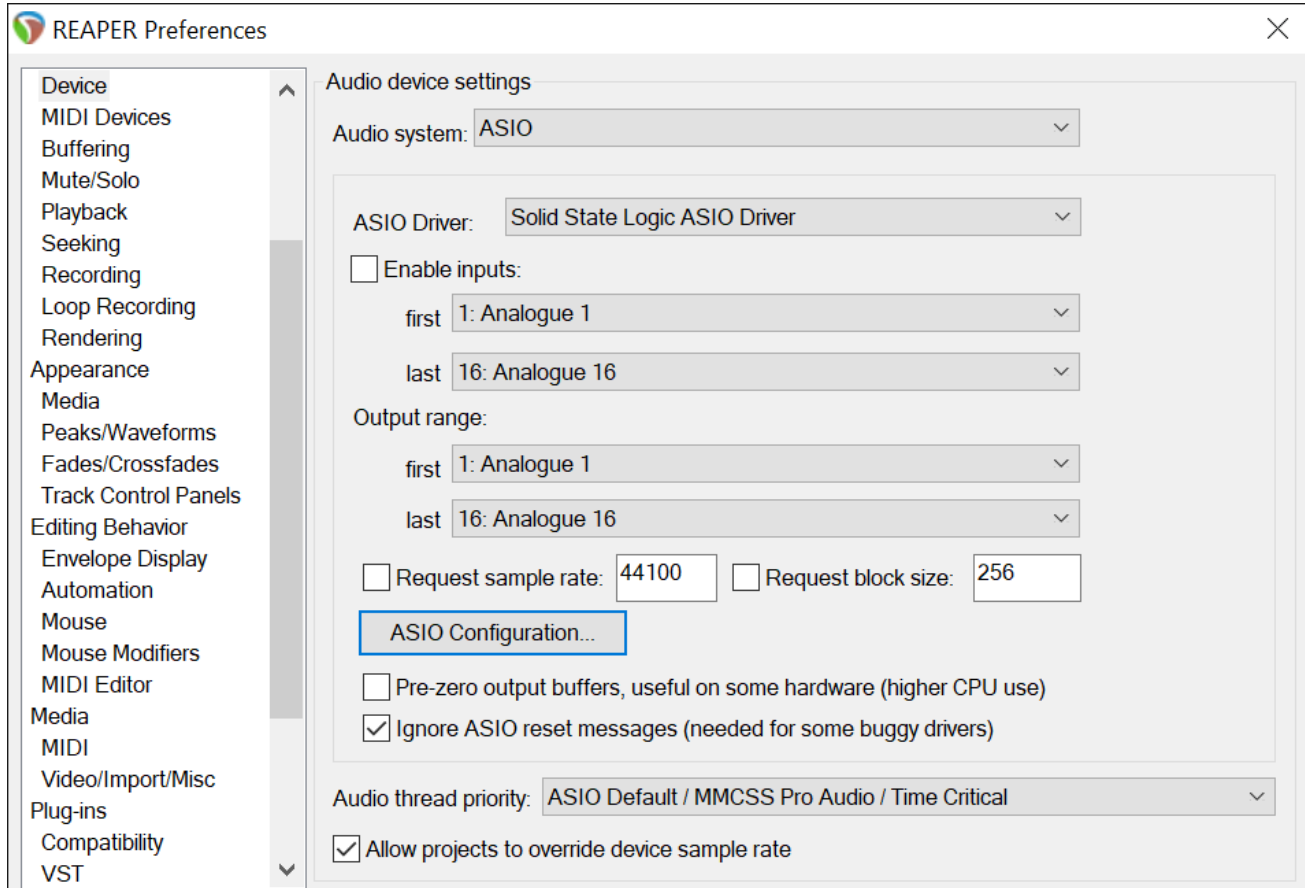 REAPER Preferences
Device
MIDI Devices
Buffering
Mute/Solo
Playback
Seeking
Recording
Loop Recording
Rendering
Appearance
Media
Peaks/Waveforms
Fades/Crossfades
Track Control Panels
Editing Behavior
Envelope Display
Automation
Mouse
Mouse Modifiers
MIDI Editor
Media
MIDI
Video/Import/Misc
Plug-ins
Compatibility
VST
Audio device settings
Audio system: ASIO
ASIO Driver: Solid State Logic ASIO Driver
Enable inputs:
first 1: Analogue 1
last 16: Analogue 16
Output range:
first 1: Analogue 1
last 16: Analogue 16
Request sample rate: 44100 Request block size: 256
ASIO Configuration...
Pre-zero output buffers, useful on some hardware (higher CPU use)
Ignore ASIO reset messages (needed for some buggy drivers)
Audio thread priority: ASIO Default / MMCSS Pro Audio / Time Critical
Allow projects to override device sample rate